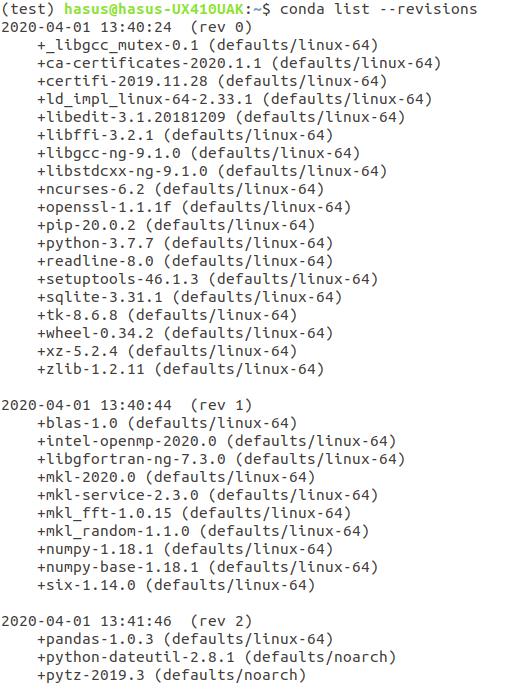 (test) hasus@hasus-UX410UAK:~$ conda list --revisions
2020-04-01 13:40:24  (rev 0)
    +_libgcc_mutex-0.1 (defaults/linux-64)
    +ca-certificates-2020.1.1 (defaults/linux-64)
    +certifi-2019.11.28 (defaults/linux-64)
    +ld_impl_linux-64-2.33.1 (defaults/linux-64)
    +libedit-3.1.20181209 (defaults/linux-64)
    +libffi-3.2.1 (defaults/linux-64)
    +libgcc-ng-9.1.0 (defaults/linux-64)
    +libstdcxx-ng-9.1.0 (defaults/linux-64)
    +ncurses-6.2 (defaults/linux-64)
    +openssl-1.1.1f (defaults/linux-64)
    +pip-20.0.2 (defaults/linux-64)
    +python-3.7.7 (defaults/linux-64)
    +readline-8.0 (defaults/linux-64)
    +setuptools-46.1.3 (defaults/linux-64)
    +sqlite-3.31.1 (defaults/linux-64)
    +tk-8.6.8 (defaults/linux-64)
    +wheel-0.34.2 (defaults/linux-64)
    +xz-5.2.4 (defaults/linux-64)
    +zlib-1.2.11 (defaults/linux-64)

2020-04-01 13:40:44  (rev 1)
    +blas-1.0 (defaults/linux-64)
    +intel-openmp-2020.0 (defaults/linux-64)
    +libgfortran-ng-7.3.0 (defaults/linux-64)
    +mkl-2020.0 (defaults/linux-64)
    +mkl-service-2.3.0 (defaults/linux-64)
    +mkl_fft-1.0.15 (defaults/linux-64)
    +mkl_random-1.1.0 (defaults/linux-64)
    +numpy-1.18.1 (defaults/linux-64)
    +numpy-base-1.18.1 (defaults/linux-64)
    +six-1.14.0 (defaults/linux-64)

2020-04-01 13:41:46  (rev 2)
    +pandas-1.0.3 (defaults/linux-64)
    +python-dateutil-2.8.1 (defaults/noarch)
    +pytz-2019.3 (defaults/noarch)